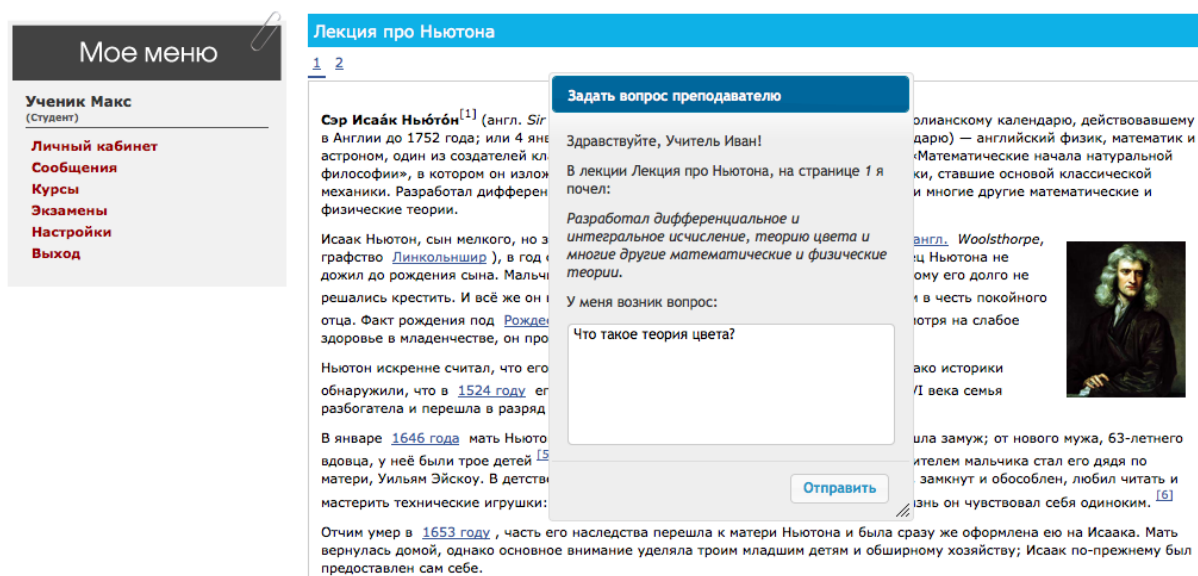 Мое меню
Ученик Макс
(Студент)
Личный кабинет
Сообщения
Курсы
Экзамены
Настройки
Выход
Лекция про Ньютона
1 2
Сэр Исаа́к Нью́то́н[1] (англ. Sir олианскому календарю, действовавшему
в Англии до 1752 года; или 4 янв дарю) — английский физик, математик и
астроном, один из создателей кла «Математические начала натуральной
философии», в котором он излож ки, ставшие основой классической
механики. Разработал дифферен и многие другие математические и
физические теории.
Исаак Ньютон, сын мелкого, но з англ. Woolsthorpe,
графство Линкольншир ), в год ец Ньютона не
дожил до рождения сына. Мальчи ому его долго не
решались крестить. И всё же он в в честь покойного
отца. Факт рождения под Рождес отря на слабое
здоровье в младенчестве, он про
Ньютон искренне считал, что его ако историки
обнаружили, что в 1524 году ег VI века семья
разбогатела и перешла в разряд
В январе 1646 года мать Ньюто шла замуж; от нового мужа, 63-летнего
вдовца, у неё были трое детей [5 ителем мальчика стал его дядя по
матери, Уильям Эйскоу. В детстве замкнут и обособлен, любил читать и
мастерить технические игрушки: знь он чувствовал себя одиноким. [6]
Отчим умер в 1653 году , часть его наследства перешла к матери Ньютона и была сразу же оформлена ею на Исаака. Мать
вернулась домой, однако основное внимание уделяла троим младшим детям и обширному хозяйству; Исаак по-прежнему был
предоставлен сам себе.
Задать вопрос преподавателю
Здравствуйте, Учитель Иван!
В лекции Лекция про Ньютона, на странице 1 я
почел:
Разработал дифференциальное и
интегральное исчисление, теорию цвета и
многие другие математические и физические
теории.
У меня возник вопрос:
Что такое теория цвета?
Отправить